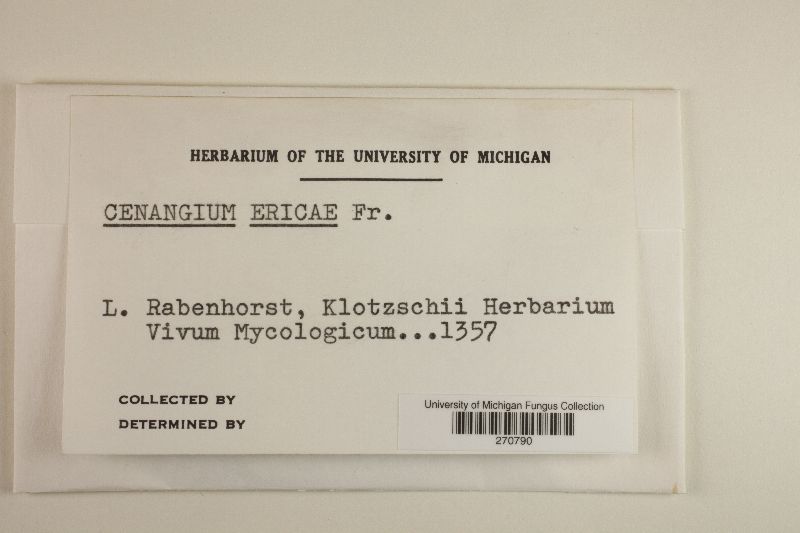 HERBARIUM OF THE UNIVERSITY OF MICHIGAN
CENANGIUM ERICAE Fr.
L. Rabenhorst, Klotzschii Herbarium
Vivum Mycologicum...1357
COLLECTED BY
DETERMINED BY
University of Michigan Fungus Collection
270790